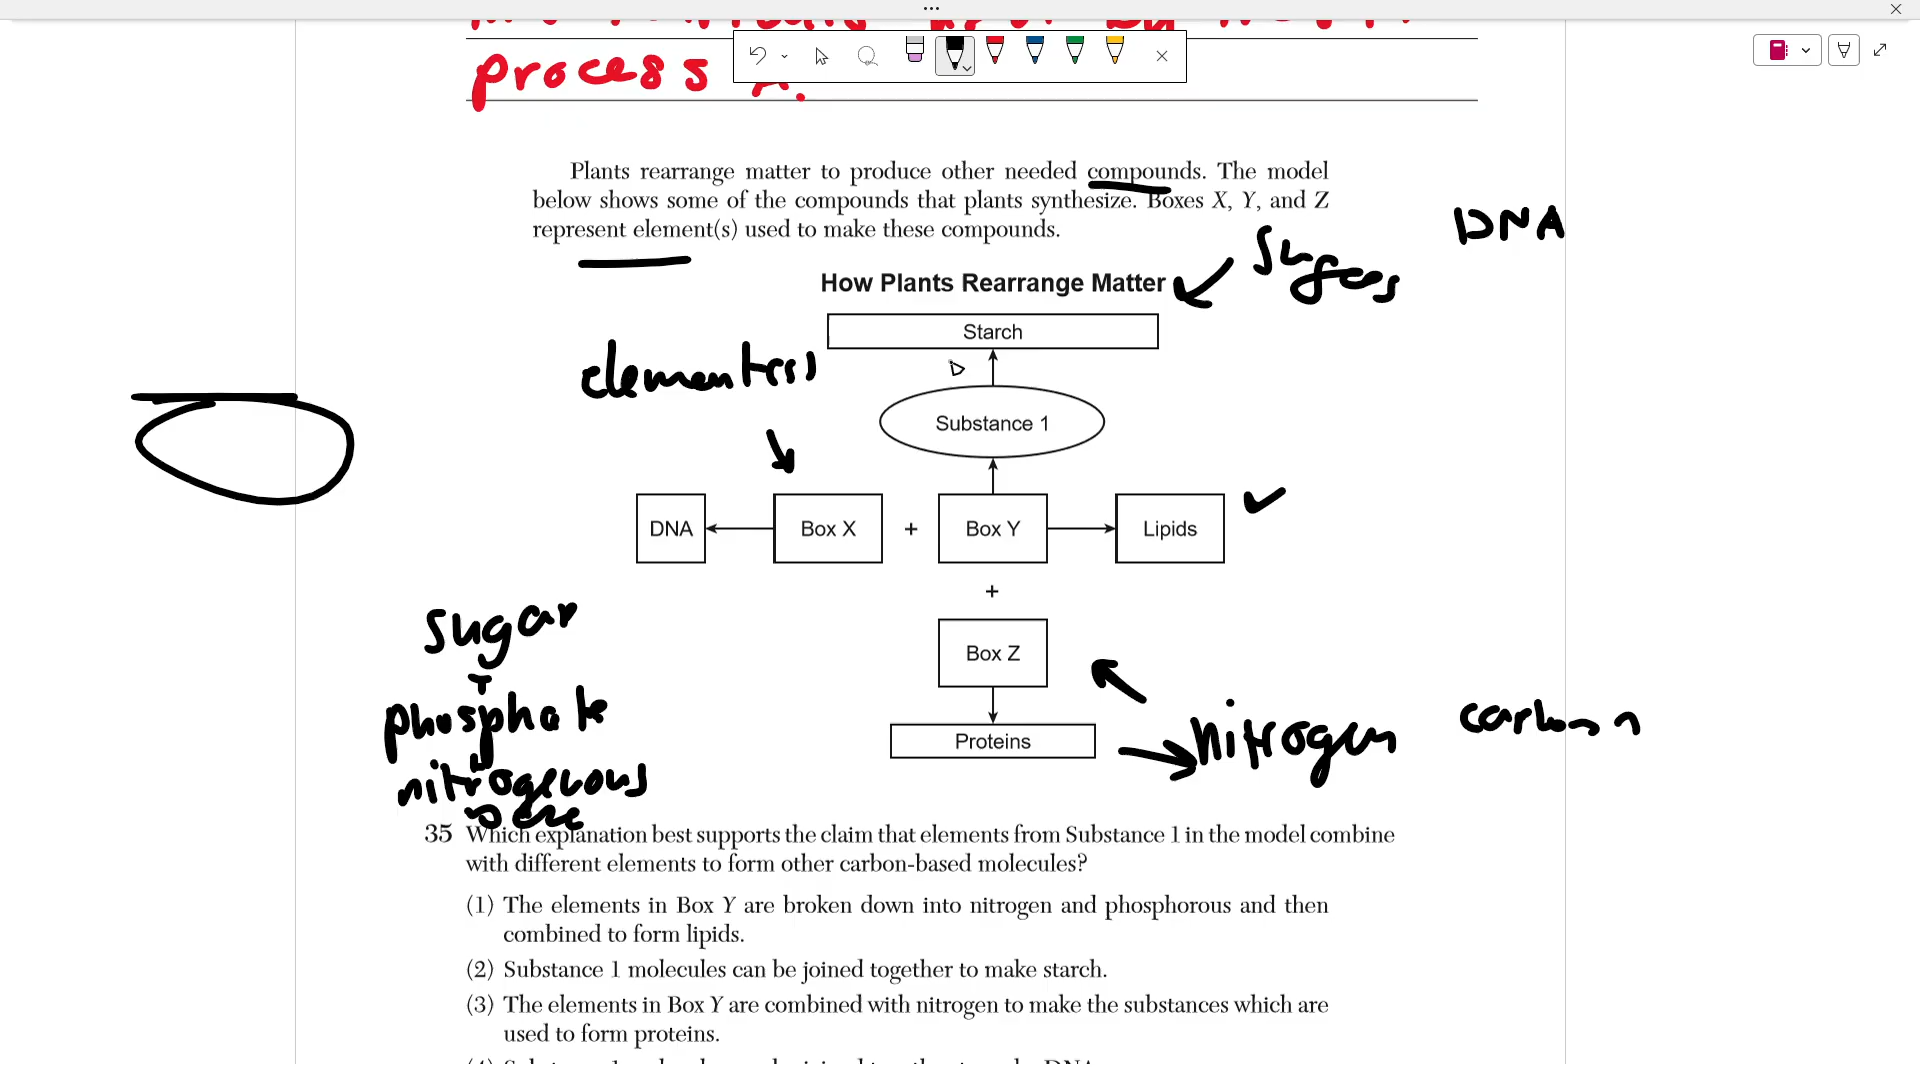 process
Plants rearrange matter to produce other needed compounds. The model
below shows some of the compounds that plants synthesize. Boxes X, Y, and Z
represent element(s) used to make these compounds.
DNA
How Plants Rearrange Matter
Starch
Substance 1
DNA
Box X
+
Box Y
Lipids
+
Box Z
Proteins
sugar
+
phosphate
+
nitrogenous
nitrogen
carbon
35 Which explanation best supports the claim that elements from Substance 1 in the model combine
with different elements to form other carbon-based molecules?
(1) The elements in Box Y are broken down into nitrogen and phosphorous and then
combined to form lipids.
(2) Substance 1 molecules can be joined together to make starch.
(3) The elements in Box Y are combined with nitrogen to make the substances which are
used to form proteins.